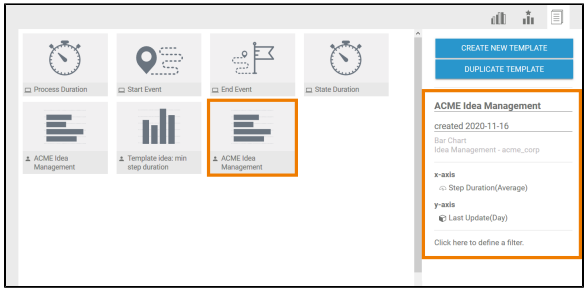 CREATE NEW TEMPLATE
DUPLICATE TEMPLATE
Process Duration
Start Event
End Event
State Duration
ACME Idea
Management
Template idea: min
step duration
ACME Idea
Management
ACME Idea Management
created 2020-11-16
Bar Chart
Idea Management - acme_corp
x-axis
Step Duration(Average)
y-axis
Last Update(Day)
Click here to define a filter.